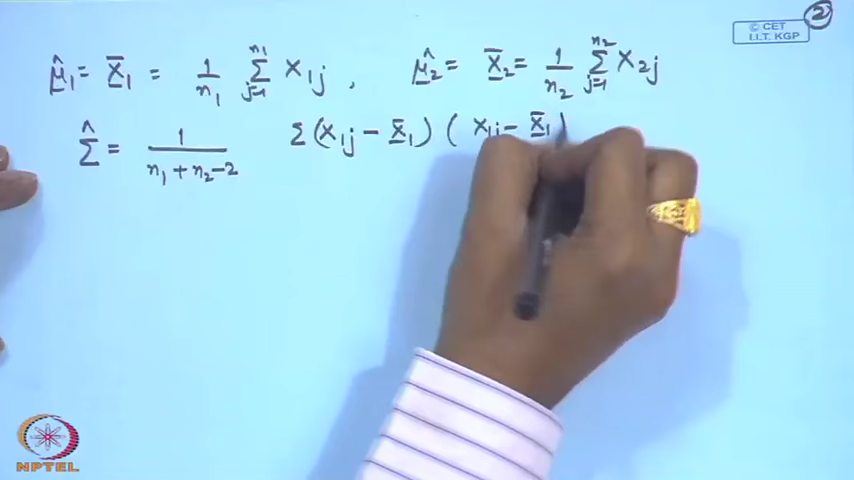 2
© CET
I.I.T. KGP
μ̂₁ = X̄₁ = 1/n₁ Σ_{j=1}^{n₁} X₁ⱼ , μ̂₂ = X̄₂ = 1/n₂ Σ_{j=1}^{n₂} X₂ⱼ
Σ̂ = 1/(n₁+n₂-2) Σ(X₁ⱼ - X̄₁)(X₁ⱼ - X̄₁)
NPTEL